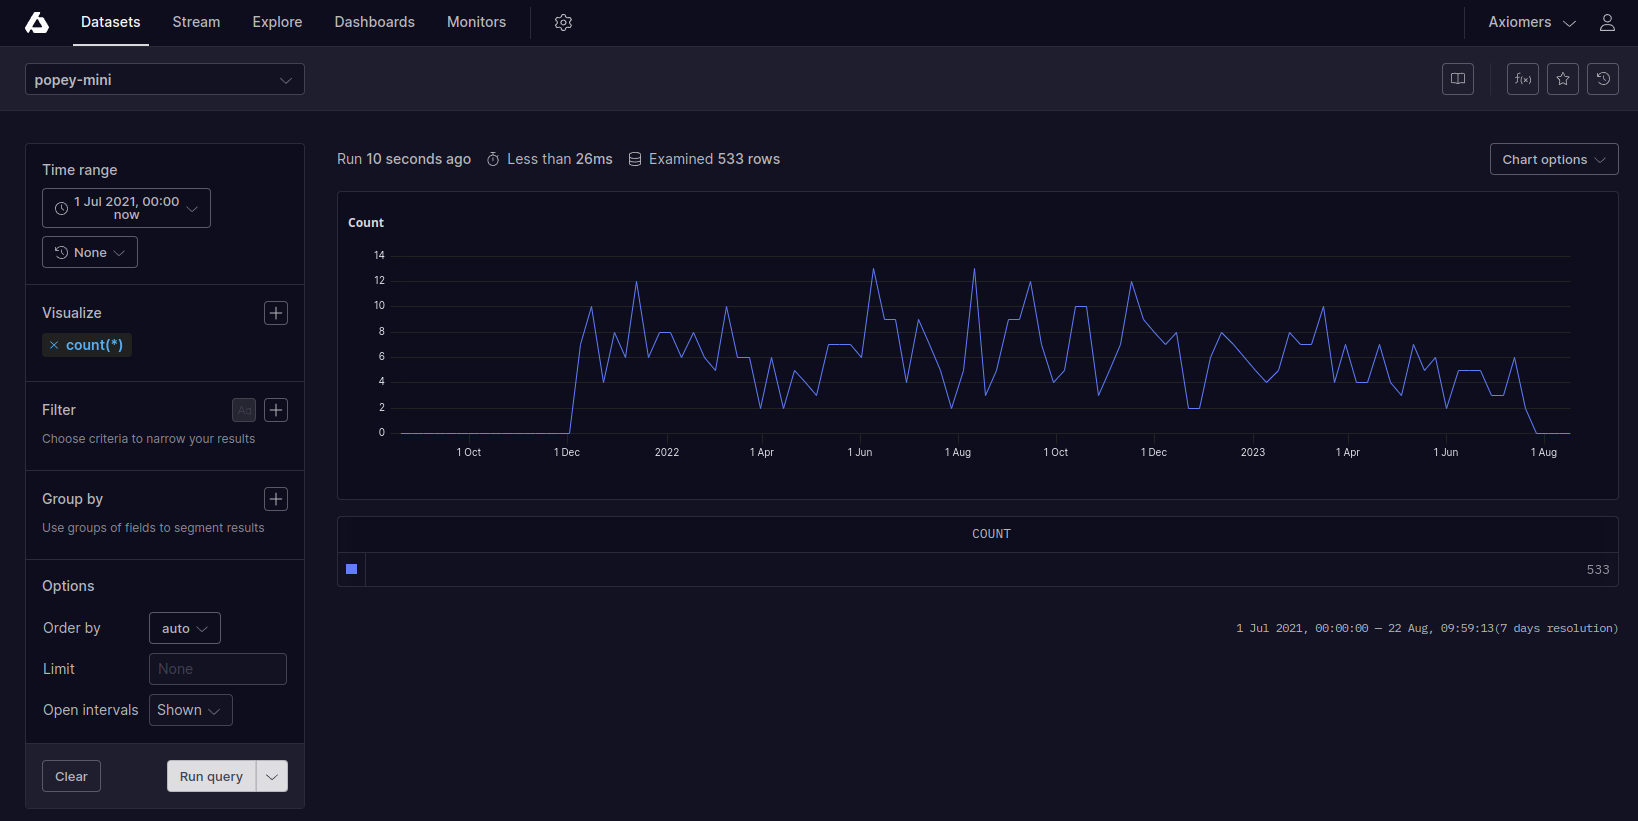 Datasets Stream Explore Dashboards Monitors Axiomers
popey-mini f(x)
Time range
1 Jul 2021, 00:00
now
None
Visualize
count(*)
Filter Aa
Choose criteria to narrow your results
Group by
Use groups of fields to segment results
Options
Order by auto
Limit None
Open intervals Shown
Clear Run query
Run 10 seconds ago Less than 26ms Examined 533 rows Chart options
Count
14
12
10
8
6
4
2
0
1 Oct 1 Dec 2022 1 Apr 1 Jun 1 Aug 1 Oct 1 Dec 2023 1 Apr 1 Jun 1 Aug
COUNT
533
1 Jul 2021, 00:00:00 — 22 Aug, 09:59:13(7 days resolution)